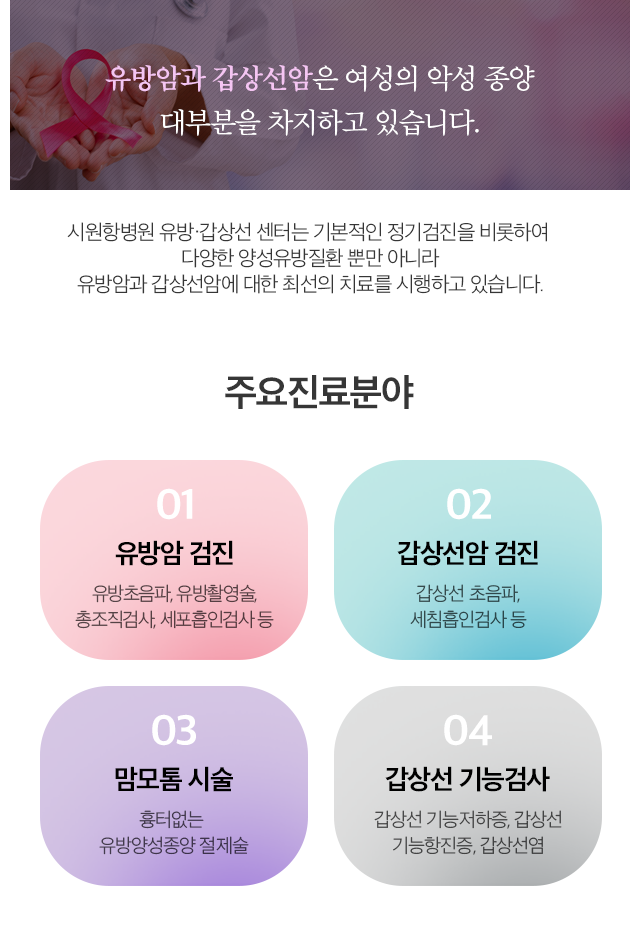 유방암과 갑상선암은 여성의 악성 종양
대부분을 차지하고 있습니다.
시원항병원 유방·갑상선 센터는 기본적인 정기검진을 비롯하여
다양한 양성유방질환 뿐만 아니라
유방암과 갑상선암에 대한 최선의 치료를 시행하고 있습니다.
주요진료분야
01
유방암 검진
유방초음파, 유방촬영술,
총조직검사, 세포흡인검사 등
02
갑상선암 검진
갑상선 초음파,
세침흡인검사 등
03
맘모톰 시술
흉터없는
유방양성종양 절제술
04
갑상선 기능검사
갑상선 기능저하증, 갑상선
기능항진증, 갑상선염